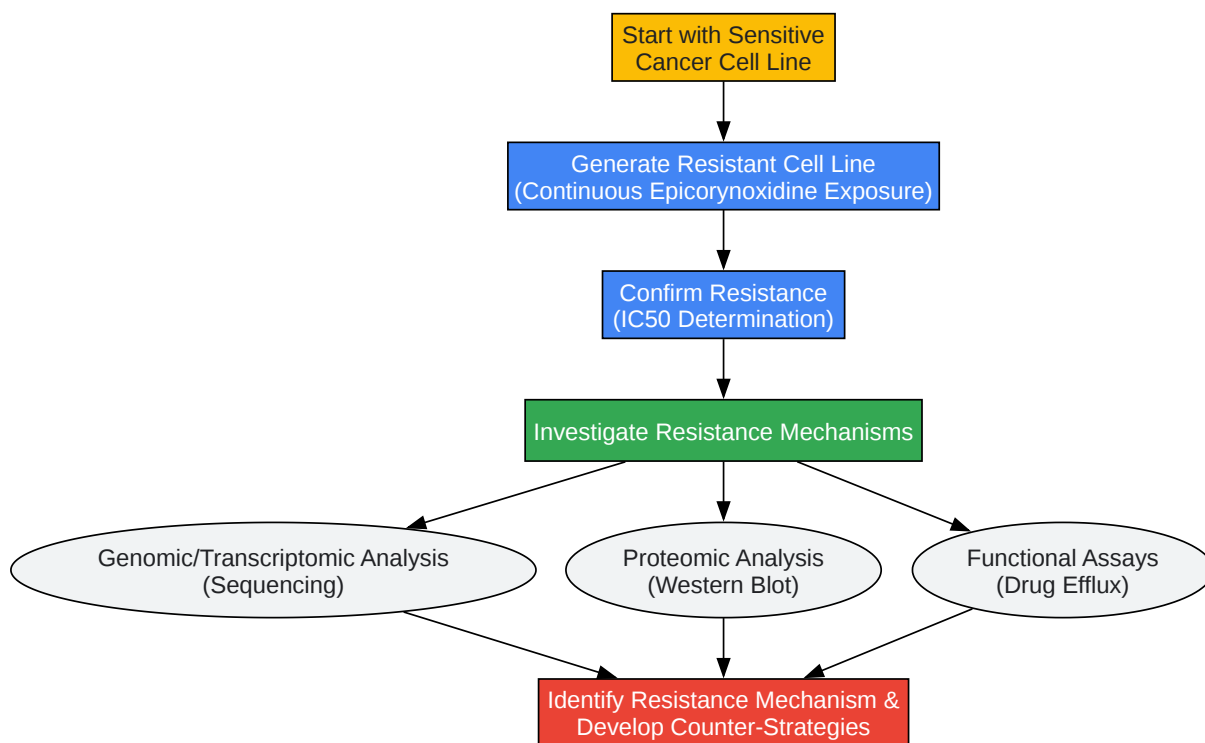 Start with Sensitive
Cancer Cell Line
Generate Resistant Cell Line
(Continuous Epicorynoxidine Exposure)
Confirm Resistance
(IC50 Determination)
Investigate Resistance Mechanisms
Genomic/Transcriptomic Analysis
(Sequencing)
Proteomic Analysis
(Western Blot)
Functional Assays
(Drug Efflux)
Identify Resistance Mechanism &
Develop Counter-Strategies